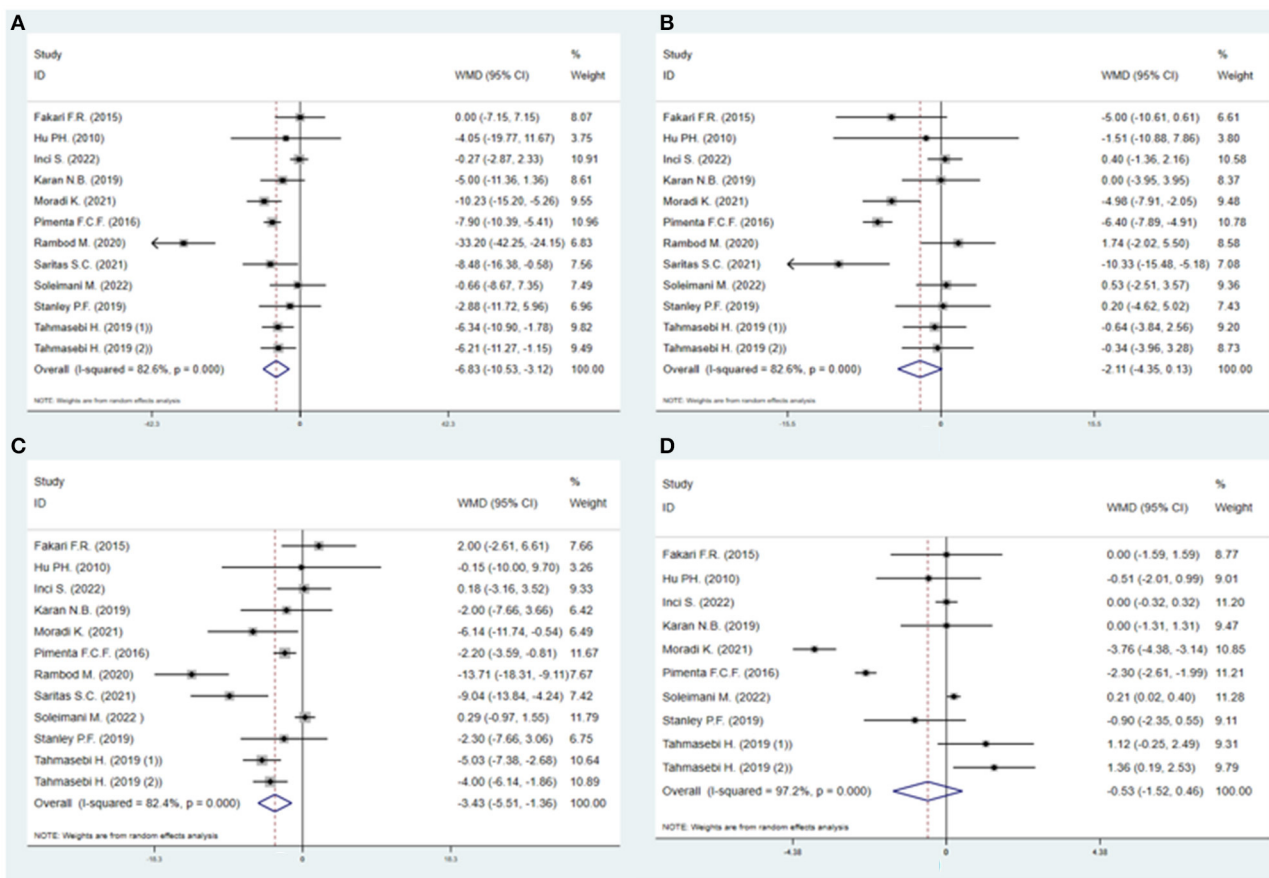 A
Study %
ID WMD (95% CI) Weight
Fakari F.R. (2015) 0.00 (-7.15, 7.15) 8.07
Hu PH. (2010) -4.05 (-19.77, 11.67) 3.75
Inci S. (2022) -0.27 (-2.87, 2.33) 10.91
Karan N.B. (2019) -5.00 (-11.36, 1.36) 8.61
Moradi K. (2021) -10.23 (-15.20, -5.26) 9.55
Pimenta F.C.F. (2016) -7.90 (-10.39, -5.41) 10.96
Rambod M. (2020) -33.20 (-42.25, -24.15) 6.83
Saritas S.C. (2021) -8.48 (-16.38, -0.58) 7.56
Soleimani M. (2022) -0.66 (-8.67, 7.35) 7.49
Stanley P.F. (2019) -2.88 (-11.72, 5.96) 6.96
Tahmasebi H. (2019 (1)) -6.34 (-10.90, -1.78) 9.82
Tahmasebi H. (2019 (2)) -6.21 (-11.27, -1.15) 9.49
Overall (I-squared = 82.6%, p = 0.000) -6.83 (-10.53, -3.12) 100.00
NOTE: Weights are from random effects analysis
-42.3 0 42.3
B
Study %
ID WMD (95% CI) Weight
Fakari F.R. (2015) -5.00 (-10.61, 0.61) 6.61
Hu PH. (2010) -1.51 (-10.88, 7.86) 3.80
Inci S. (2022) 0.40 (-1.36, 2.16) 10.58
Karan N.B. (2019) 0.00 (-3.95, 3.95) 8.37
Moradi K. (2021) -4.98 (-7.91, -2.05) 9.48
Pimenta F.C.F. (2016) -6.40 (-7.89, -4.91) 10.78
Rambod M. (2020) 1.74 (-2.02, 5.50) 8.58
Saritas S.C. (2021) -10.33 (-15.48, -5.18) 7.08
Soleimani M. (2022) 0.53 (-2.51, 3.57) 9.36
Stanley P.F. (2019) 0.20 (-4.62, 5.02) 7.43
Tahmasebi H. (2019 (1)) -0.64 (-3.84, 2.56) 9.20
Tahmasebi H. (2019 (2)) -0.34 (-3.96, 3.28) 8.73
Overall (I-squared = 82.6%, p = 0.000) -2.11 (-4.35, 0.13) 100.00
NOTE: Weights are from random effects analysis
-15.5 0 15.5
C
Study %
ID WMD (95% CI) Weight
Fakari F.R. (2015) 2.00 (-2.61, 6.61) 7.66
Hu PH. (2010) -0.15 (-10.00, 9.70) 3.26
Inci S. (2022) 0.18 (-3.16, 3.52) 9.33
Karan N.B. (2019) -2.00 (-7.66, 3.66) 6.42
Moradi K. (2021) -6.14 (-11.74, -0.54) 6.49
Pimenta F.C.F. (2016) -2.20 (-3.59, -0.81) 11.67
Rambod M. (2020) -13.71 (-18.31, -9.11) 7.67
Saritas S.C. (2021) -9.04 (-13.84, -4.24) 7.42
Soleimani M. (2022 ) 0.29 (-0.97, 1.55) 11.79
Stanley P.F. (2019) -2.30 (-7.66, 3.06) 6.75
Tahmasebi H. (2019 (1)) -5.03 (-7.38, -2.68) 10.64
Tahmasebi H. (2019 (2)) -4.00 (-6.14, -1.86) 10.89
Overall (I-squared = 82.4%, p = 0.000) -3.43 (-5.51, -1.36) 100.00
NOTE: Weights are from random effects analysis
-18.3 0 18.3
D
Study %
ID WMD (95% CI) Weight
Fakari F.R. (2015) 0.00 (-1.59, 1.59) 8.77
Hu PH. (2010) -0.51 (-2.01, 0.99) 9.01
Inci S. (2022) 0.00 (-0.32, 0.32) 11.20
Karan N.B. (2019) 0.00 (-1.31, 1.31) 9.47
Moradi K. (2021) -3.76 (-4.38, -3.14) 10.85
Pimenta F.C.F. (2016) -2.30 (-2.61, -1.99) 11.21
Soleimani M. (2022) 0.21 (0.02, 0.40) 11.28
Stanley P.F. (2019) -0.90 (-2.35, 0.55) 9.11
Tahmasebi H. (2019 (1)) 1.12 (-0.25, 2.49) 9.31
Tahmasebi H. (2019 (2)) 1.36 (0.19, 2.53) 9.79
Overall (I-squared = 97.2%, p = 0.000) -0.53 (-1.52, 0.46) 100.00
NOTE: Weights are from random effects analysis
-4.38 0 4.38